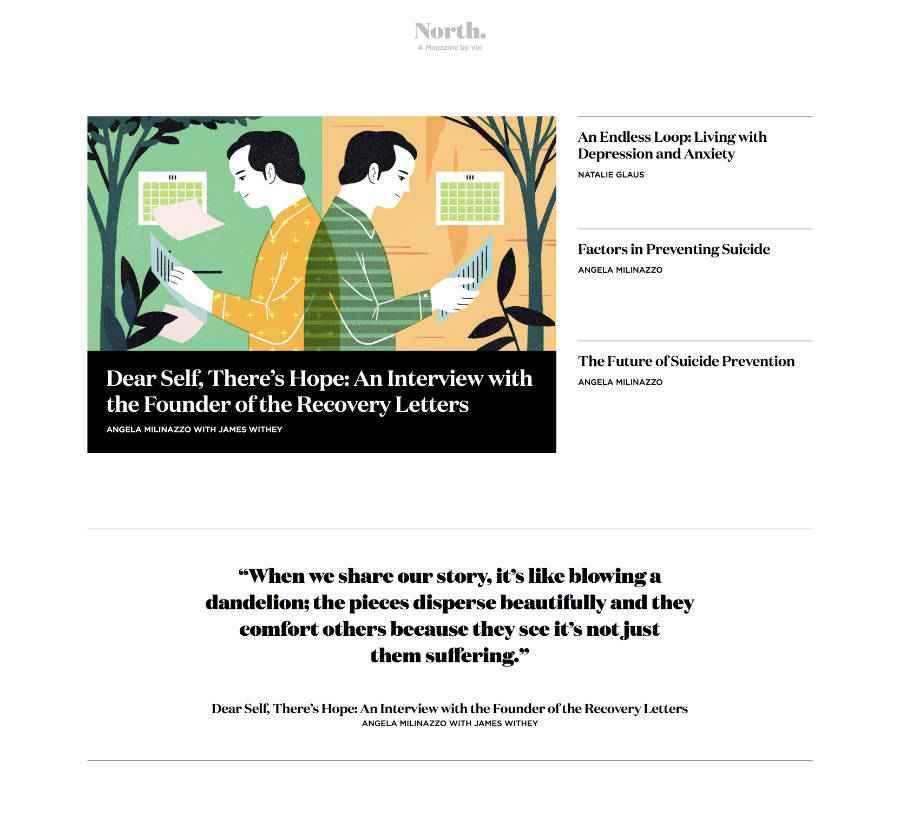 North.
A Magazine by Voi
An Endless Loop: Living with
Depression and Anxiety
NATALIE GLAUS
Factors in Preventing Suicide
ANGELA MILINAZZO
The Future of Suicide Prevention
ANGELA MILINAZZO
Dear Self, There’s Hope: An Interview with
the Founder of the Recovery Letters
ANGELA MILINAZZO WITH JAMES WITHEY
“When we share our story, it’s like blowing a
dandelion; the pieces disperse beautifully and they
comfort others because they see it’s not just
them suffering.”
Dear Self, There’s Hope: An Interview with the Founder of the Recovery Letters
ANGELA MILINAZZO WITH JAMES WITHEY